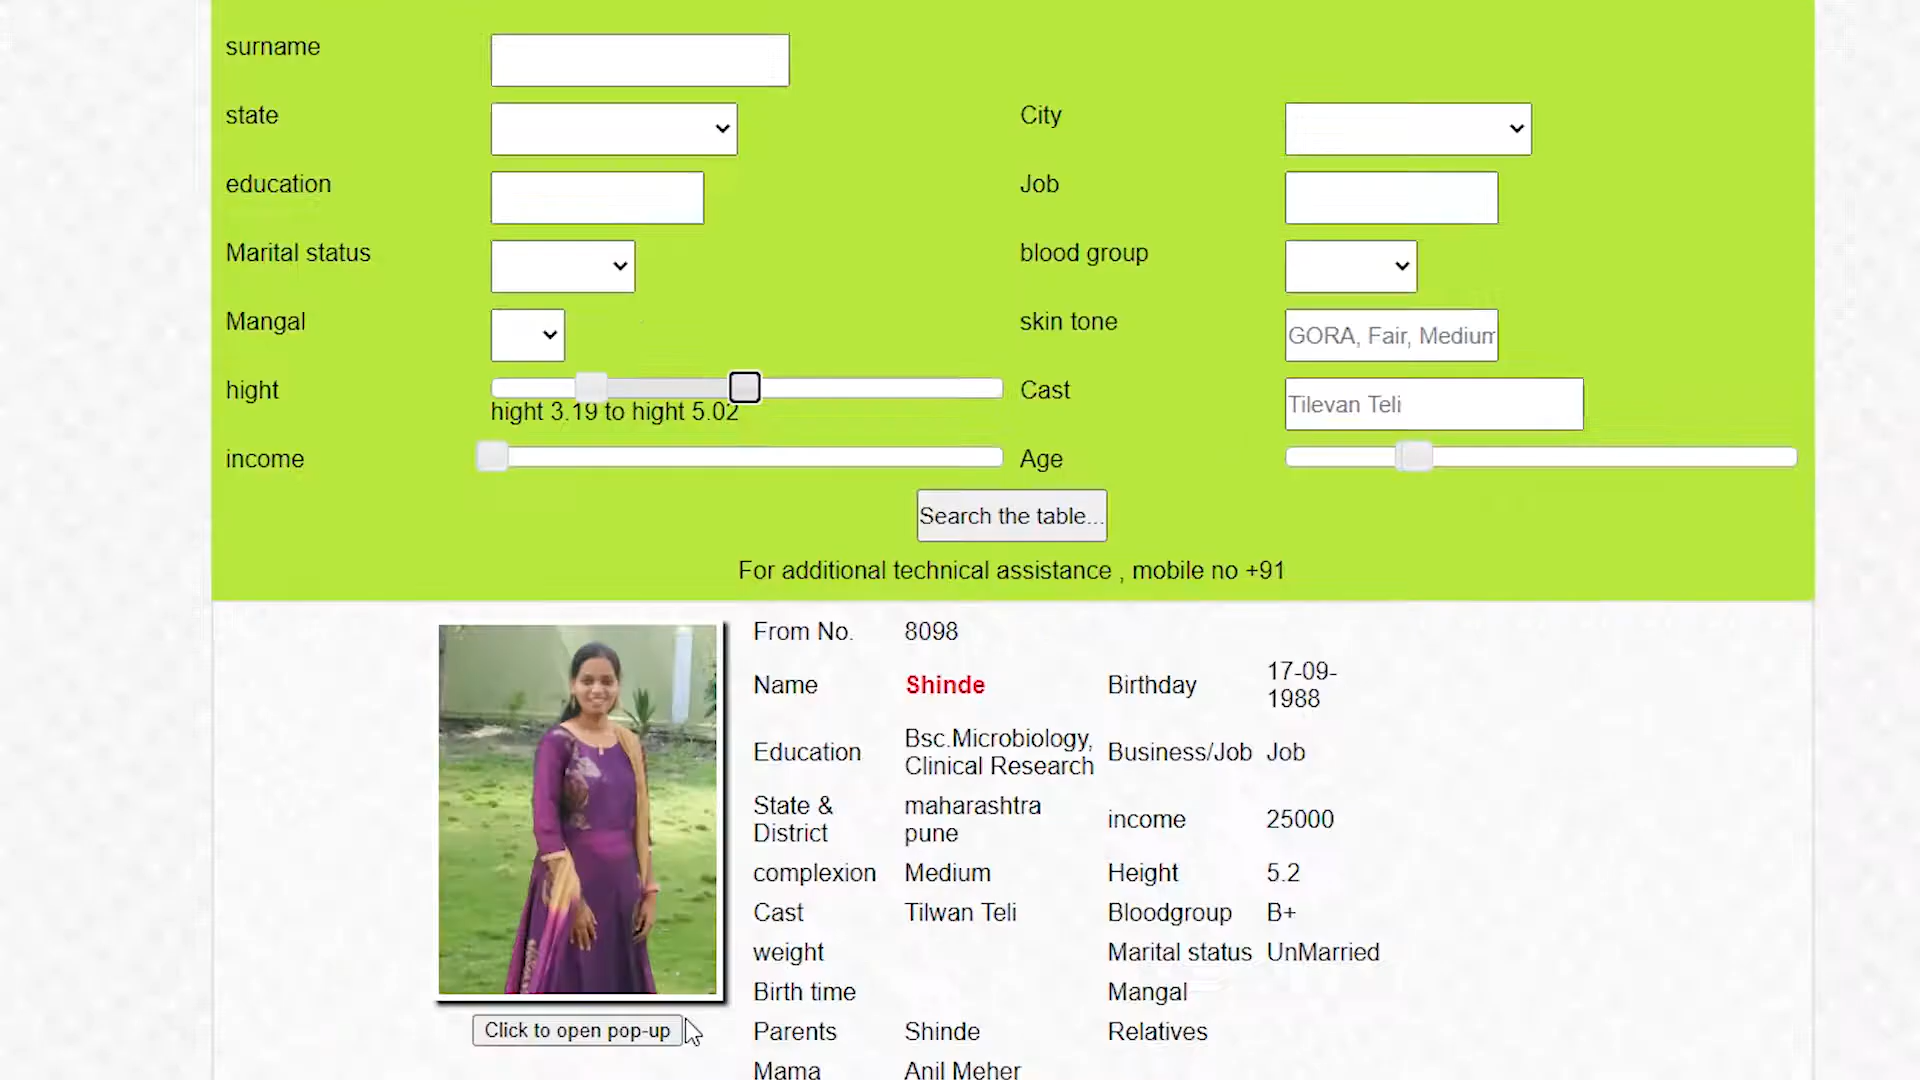 surname
state
City
education
Job
Marital status
blood group
Mangal
skin tone
GORA, Fair, Medium
hight
hight 3.19 to hight 5.02
Cast
Tilevan Teli
income
Age
Search the table...
For additional technical assistance , mobile no +91
From No.
8098
Name
Shinde
Birthday
17-09-
1988
Education
Bsc.Microbiology,
Clinical Research
Business/Job
Job
State &
District
maharashtra
pune
income
25000
complexion
Medium
Height
5.2
Cast
Tilwan Teli
Bloodgroup
B+
weight
Marital status
UnMarried
Birth time
Mangal
Click to open pop-up
Parents
Shinde
Relatives
Mama
Anil Meher